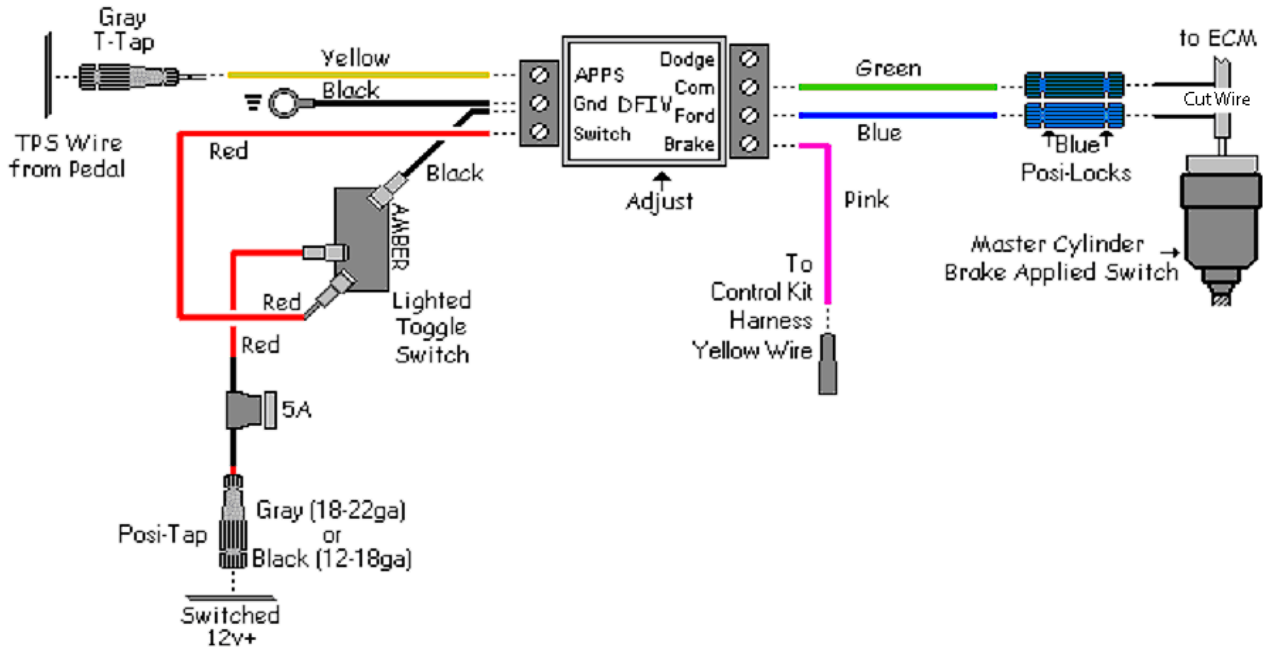 Gray
T-Tap
TPS Wire
from Pedal
Yellow
Black
Red
Black
AMBER
Red
Lighted
Toggle
Switch
Red
5A
Posi-Tap
Gray (18-22ga)
or
Black (12-18ga)
Switched
12v+
APPS
Gnd
Switch
DFIV
Dodge
Com
Ford
Brake
Adjust
Green
Blue
Pink
To
Control Kit
Harness
Yellow Wire
Blue
Posi-Locks
to ECM
Cut Wire
Master Cylinder
Brake Applied Switch